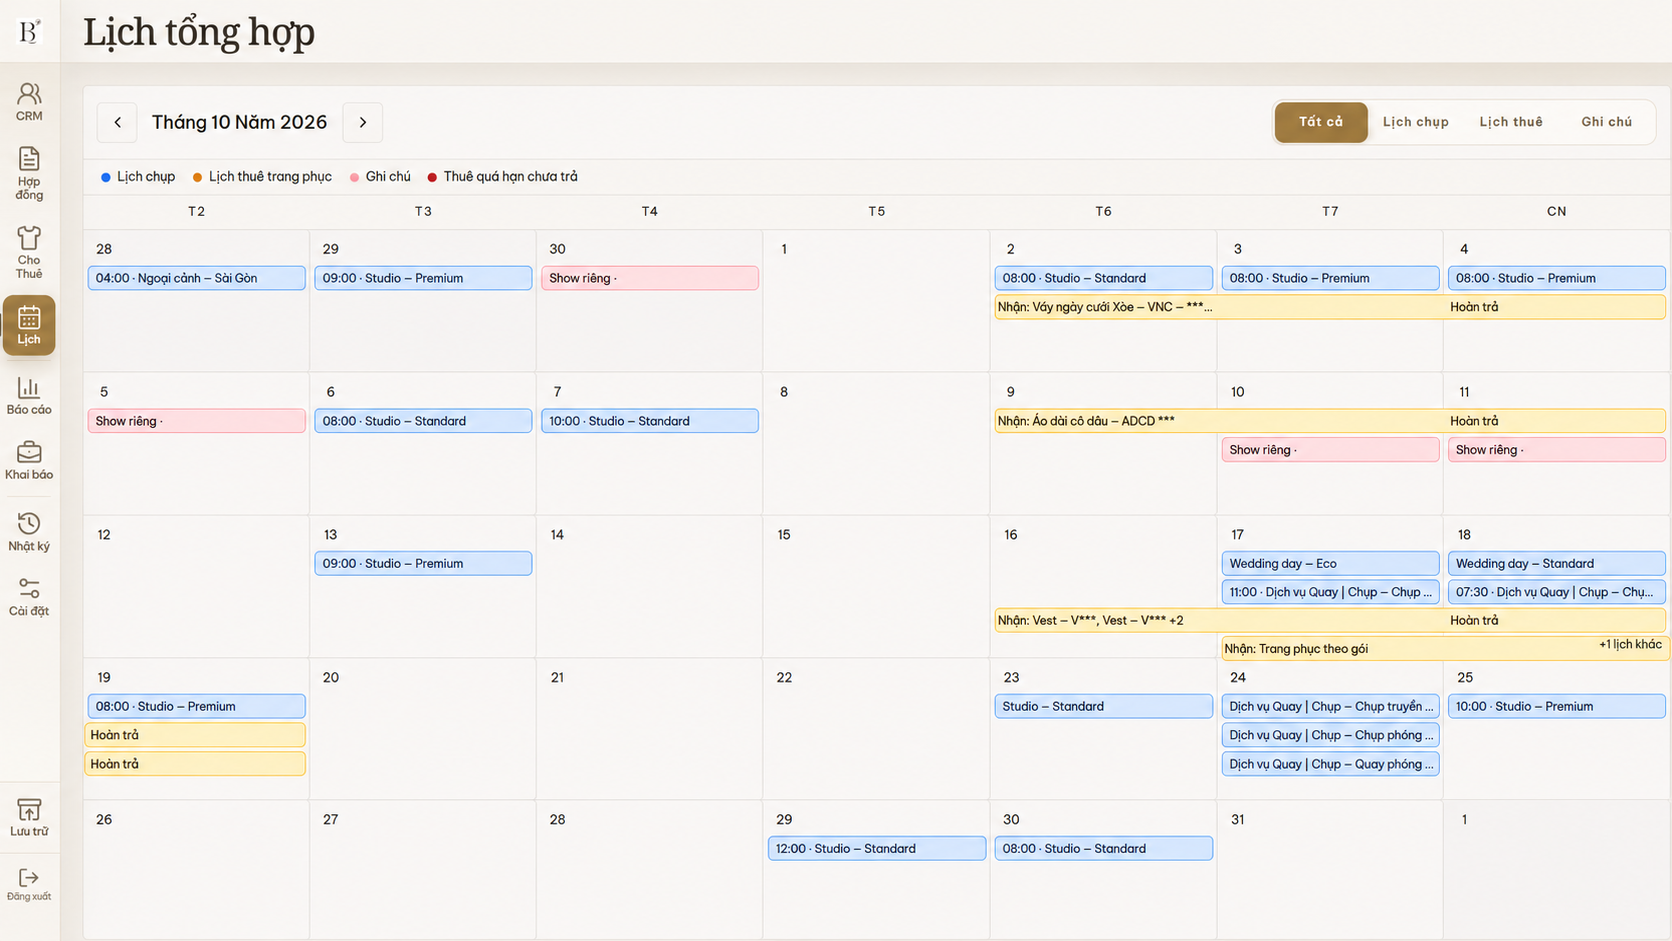 B
Lịch tổng hợp
CRM
Hợp
đồng
Cho
Thuê
Lịch
Báo cáo
Khai báo
Nhật ký
Cài đặt
Lưu trữ
Đăng xuất
Tháng 10 Năm 2026
Tất cả
Lịch chụp
Lịch thuê
Ghi chú
Lịch chụp
Lịch thuê trang phục
Ghi chú
Thuê quá hạn chưa trả
T2
T3
T4
T5
T6
T7
CN
28
04:00 · Ngoại cảnh – Sài Gòn
29
09:00 · Studio – Premium
30
Show riêng ·
1
2
08:00 · Studio – Standard
3
08:00 · Studio – Premium
4
08:00 · Studio – Premium
Nhận: Váy ngày cưới Xòe – VNC – ***...
Hoàn trả
5
Show riêng ·
6
08:00 · Studio – Standard
7
10:00 · Studio – Standard
8
9
Nhận: Áo dài cô dâu – ADCD ***
10
11
Hoàn trả
Show riêng ·
Show riêng ·
12
13
09:00 · Studio – Premium
14
15
16
17
Wedding day – Eco
11:00 · Dịch vụ Quay | Chụp – Chụp ...
18
Wedding day – Standard
07:30 · Dịch vụ Quay | Chụp – Chụ...
Nhận: Vest – V***, Vest – V*** +2
Hoàn trả
Nhận: Trang phục theo gói
+1 lịch khác
19
08:00 · Studio – Premium
Hoàn trả
Hoàn trả
20
21
22
23
Studio – Standard
24
Dịch vụ Quay | Chụp – Chụp truyền ...
Dịch vụ Quay | Chụp – Chụp phóng ...
Dịch vụ Quay | Chụp – Quay phóng ...
25
10:00 · Studio – Premium
26
27
28
29
12:00 · Studio – Standard
30
08:00 · Studio – Standard
31
1